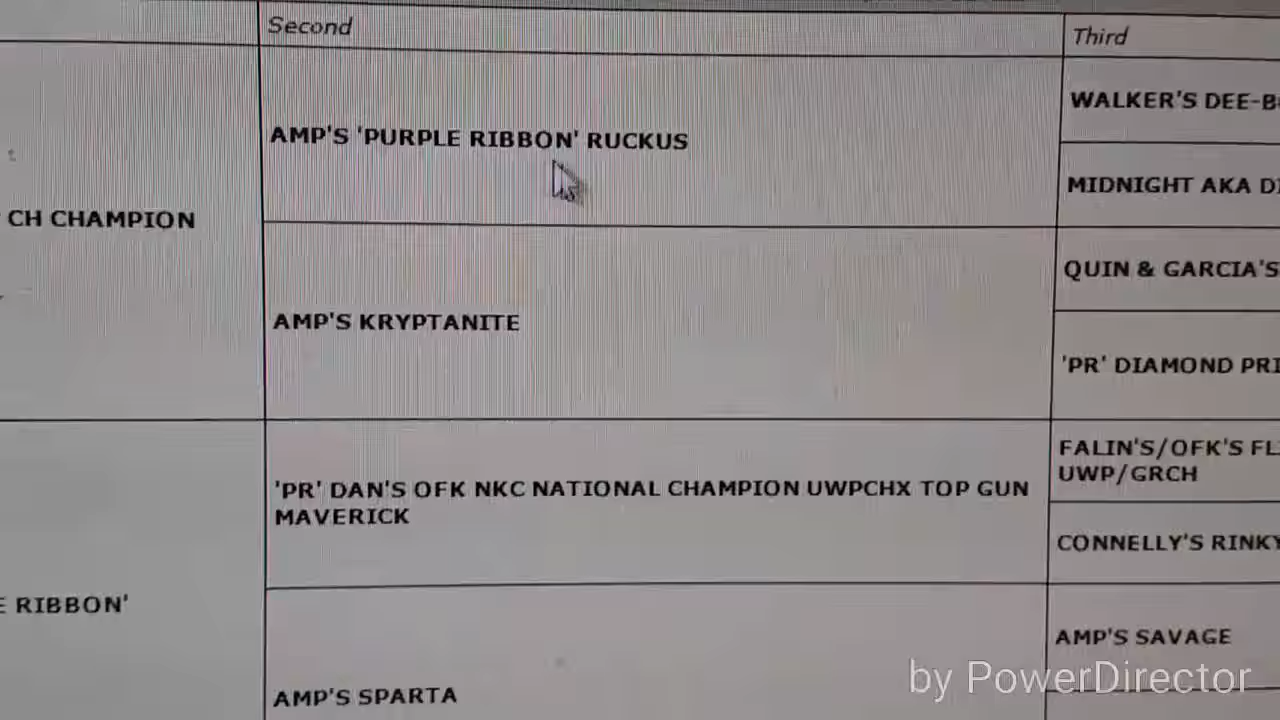 Second
Third
AMP'S 'PURPLE RIBBON' RUCKUS
WALKER'S
MIDNIGHT AKA
CH CHAMPION
AMP'S KRYPTANITE
QUIN & GARCIA'S
'PR' DIAMOND
'PR' DAN'S OFK NKC NATIONAL CHAMPION UWPCHX TOP GUN
MAVERICK
FALIN'S/OFK'S
UWP/GRCH
CONNELLY'S
RIBBON'
AMP'S SPARTA
AMP'S SAVAGE
by PowerDirector